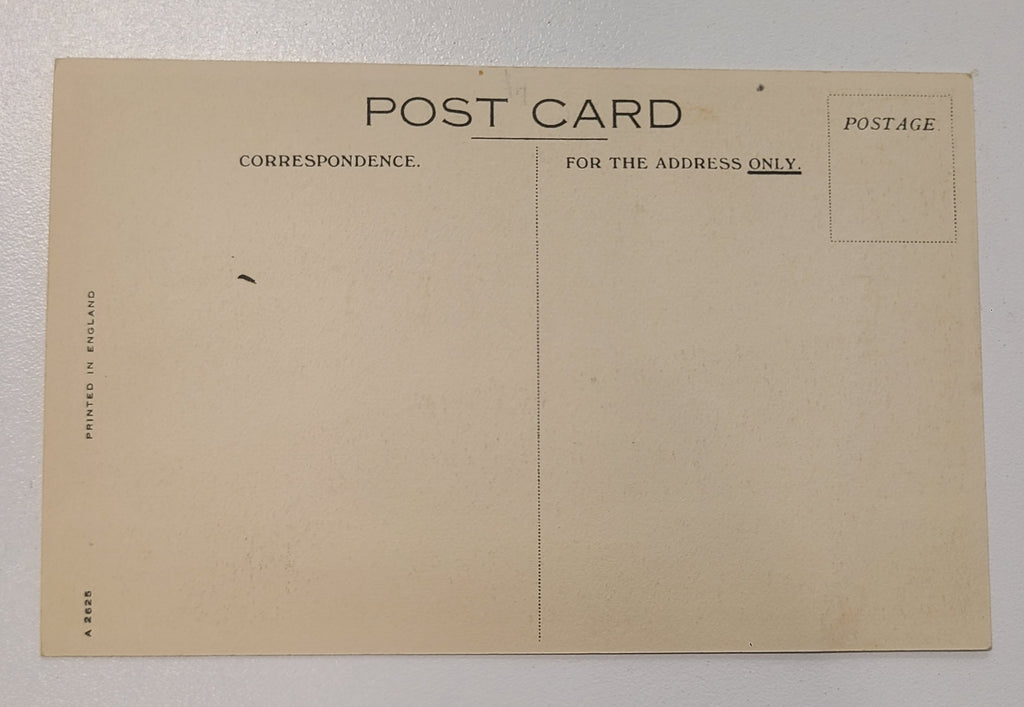 POST CARD
CORRESPONDENCE.
FOR THE ADDRESS ONLY.
POSTAGE.
PRINTED IN ENGLAND
A 2625